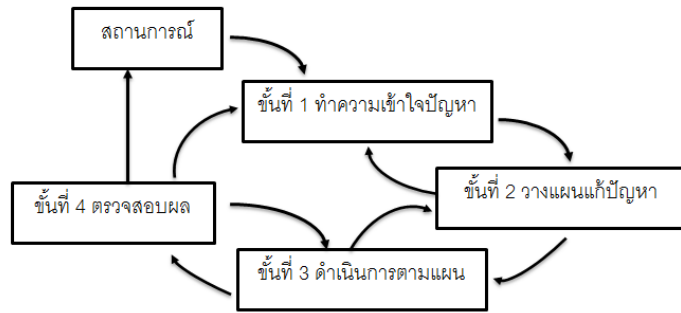 สถานการณ์
ขั้นที่ 1 ทำความเข้าใจปัญหา
ขั้นที่ 2 วางแผนแก้ปัญหา
ขั้นที่ 4 ตรวจสอบผล
ขั้นที่ 3 ดำเนินการตามแผน